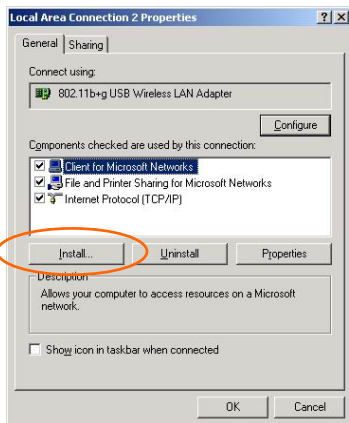 Local Area Connection 2 Properties
General Sharing
Connect using:
802.11b+g USB Wireless LAN Adapter
Configure
Components checked are used by this connection:
Client for Microsoft Networks
File and Printer Sharing for Microsoft Networks
Internet Protocol (TCP/IP)
Install... Uninstall Properties
Description
Allows your computer to access resources on a Microsoft
network.
Show icon in taskbar when connected
OK Cancel